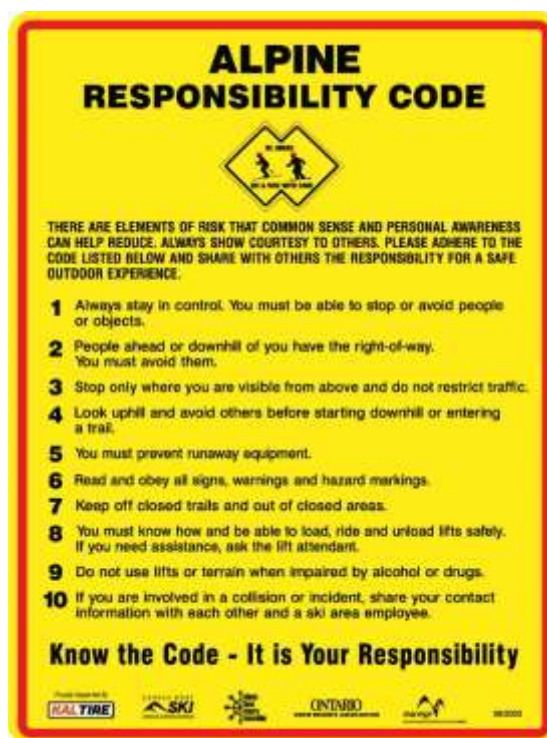 ALPINE
RESPONSIBILITY CODE
THERE ARE ELEMENTS OF RISK THAT COMMON SENSE AND PERSONAL AWARENESS
CAN HELP REDUCE. ALWAYS SHOW COURTESY TO OTHERS. PLEASE ADHERE TO THE
CODE LISTED BELOW AND SHARE WITH OTHERS THE RESPONSIBILITY FOR A SAFE
OUTDOOR EXPERIENCE.
1 Always stay in control. You must be able to stop or avoid people
or objects.
2 People ahead or downhill of you have the right-of-way.
You must avoid them.
3 Stop only where you are visible from above and do not restrict traffic.
4 Look uphill and avoid others before starting downhill or entering
a trail.
5 You must prevent runaway equipment.
6 Read and obey all signs, warnings and hazard markings.
7 Keep off closed trails and out of closed areas.
8 You must know how and be able to load, ride and unload lifts safely.
If you need assistance, ask the lift attendant.
9 Do not use lifts or terrain when impaired by alcohol or drugs.
10 If you are involved in a collision or incident, share your contact
information with each other and a ski area employee.
Know the Code - It is Your Responsibility
KAL TIRE
SKI
ONTARIO